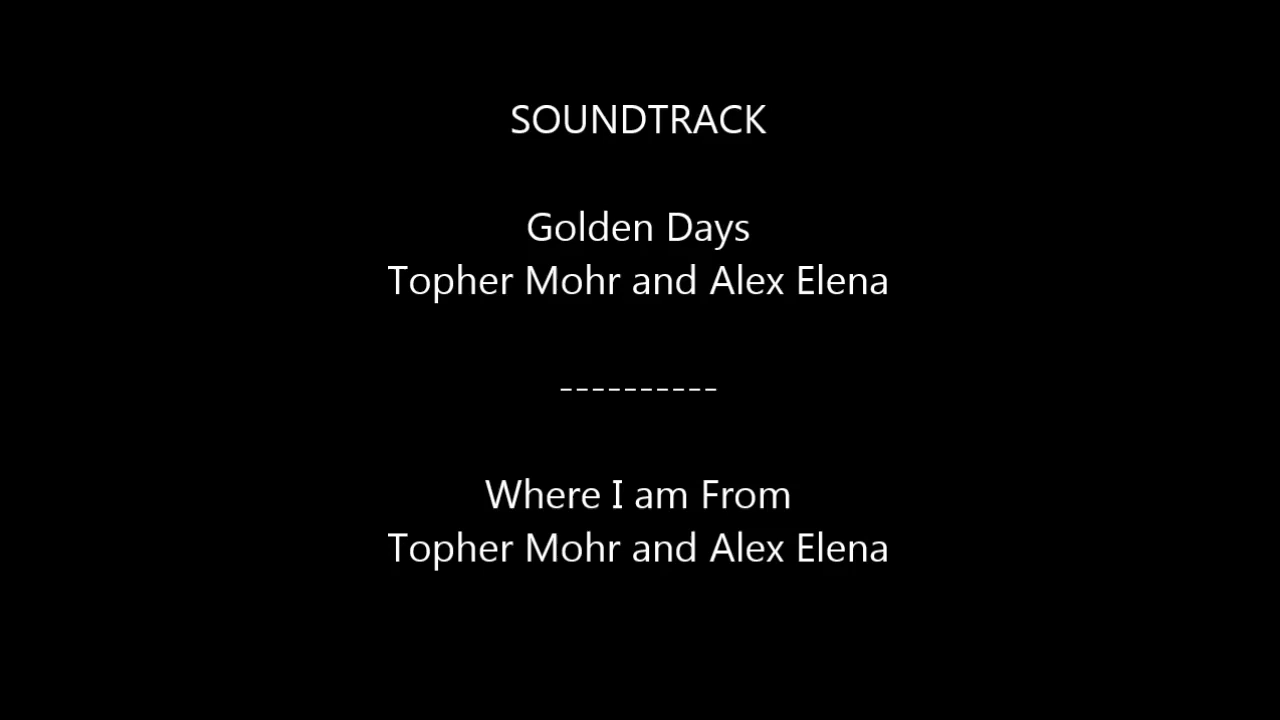 SOUNDTRACK
Golden Days
Topher Mohr and Alex Elena
----------
Where I am From
Topher Mohr and Alex Elena